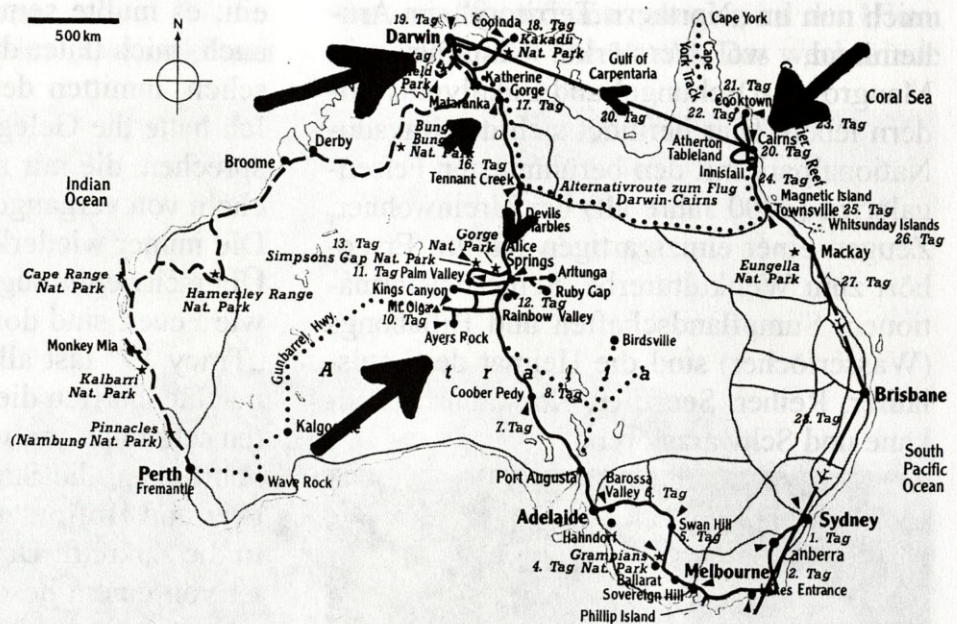 500 km
N
19. Tag
Cooinda
18. Tag
Darwin
Kakadu
Nat. Park
Park
Katherine
Gorge
17. Tag
Mataranka
Bung
Bung
Nat.
16. Tag
Tennant Creek
Derby
Broome
Indian
Ocean
Cape York
Cape
York Track
Gulf of
Carpentaria
20. Tag
21. Tag
Cooktown
22. Tag
Coral Sea
23. Tag
Cairns
Atherton
Tableland
20. Tag
Innisfail
24. Tag
Reef
Magnetic Island
Townsville
25. Tag
Whitsunday Islands
26. Tag
Mackay
Eungella
Nat. Park
27. Tag
Alternativroute zum Flug
Darwin-Cairns
Devils
Marbles
13. Tag
Gorge
Nat. Park
Simpsons Gap Nat. Park
Alice
Springs
11. Tag
Palm Valley
Arltunga
Kings Canyon
Ruby Gap
12. Tag
Rainbow Valley
Mt. Olga
10. Tag
Ayers Rock
Cape Range
Nat. Park
Hamersley Range
Nat. Park
Gunbarrel Hwy.
Monkey Mia
A
Kalbarri
Nat. Park
Pinnacles
(Nambung Nat. Park)
Perth
Fremantle
Wave Rock
Birdsville
Coober Pedy
8. Tag
7. Tag
Brisbane
28. Tag
South
Pacific
Ocean
Port Augusta
Barossa
Valley
6. Tag
Adelaide
Hahndorf
Swan Hill
5. Tag
Sydney
1. Tag
Canberra
2. Tag
Grampians
Nat. Park
4. Tag
Melbourne
Ballarat
Sovereign Hill
Phillip Island